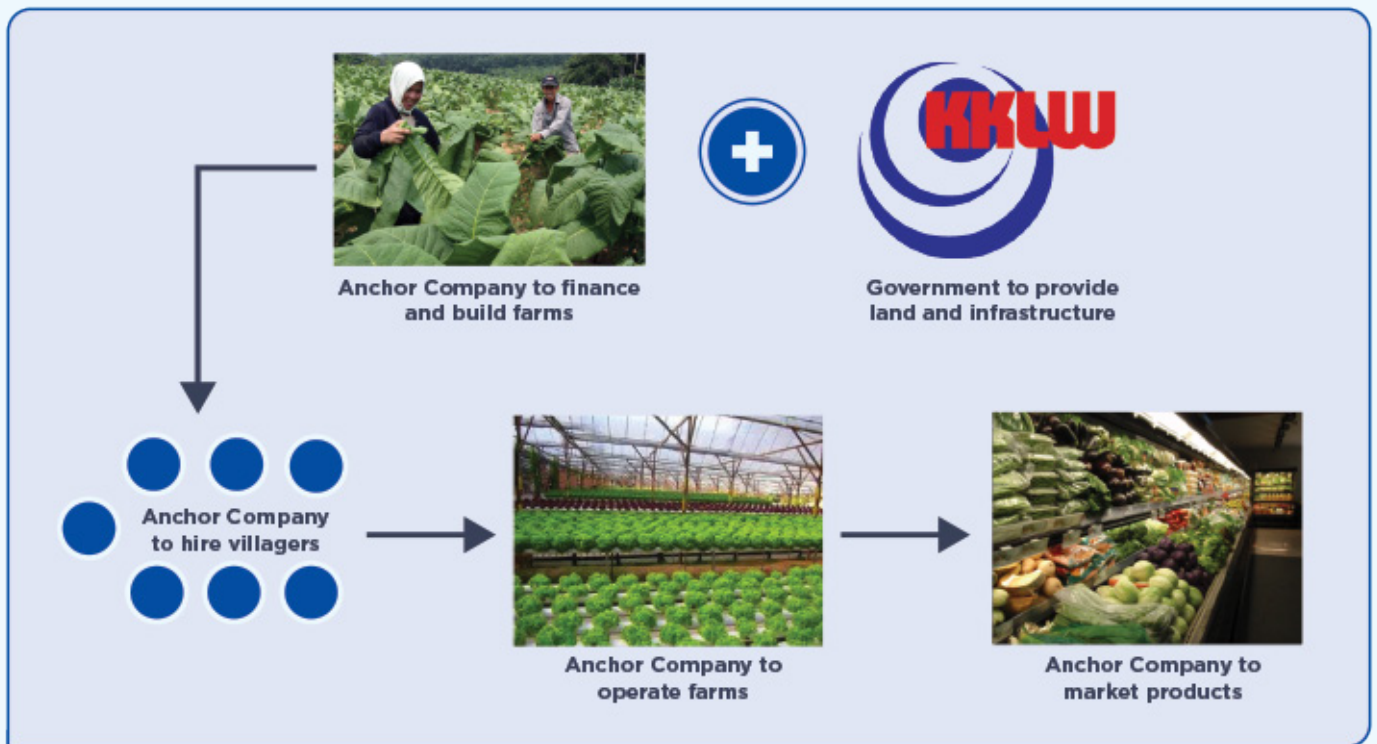 KKLW
Anchor Company to finance
and build farms
Government to provide
land and infrastructure
Anchor Company
to hire villagers
Anchor Company to
operate farms
Anchor Company to
market products